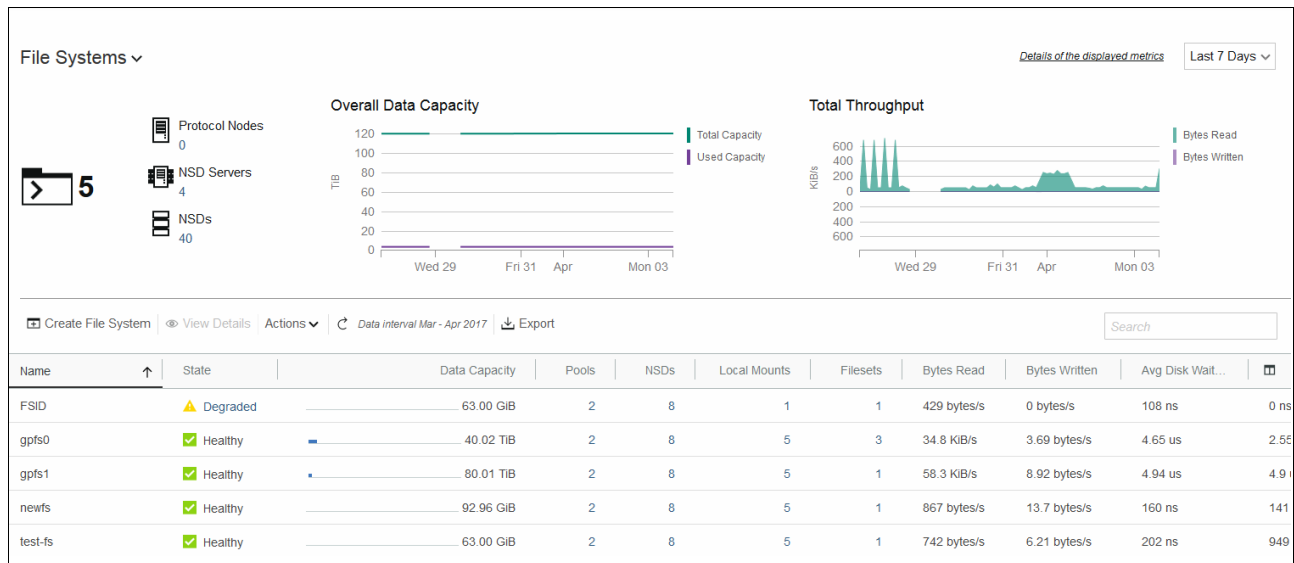 File Systems
Details of the displayed metrics
Last 7 Days
5
Protocol Nodes
0
NSD Servers
4
NSDs
40
Overall Data Capacity
120
100
80
60
40
20
0
TiB
Wed 29 Fri 31 Apr Mon 03
Total Capacity
Used Capacity
Total Throughput
600
400
200
0
200
400
600
KiB/s
Wed 29 Fri 31 Apr Mon 03
Bytes Read
Bytes Written
Create File System View Details Actions Data interval Mar - Apr 2017 Export
Search
Name State Data Capacity Pools NSDs Local Mounts Filesets Bytes Read Bytes Written Avg Disk Wait...
FSID Degraded 63.00 GiB 2 8 1 1 429 bytes/s 0 bytes/s 108 ns 0 ns
gpfs0 Healthy 40.02 TiB 2 8 5 3 34.8 KiB/s 3.69 bytes/s 4.65 us 2.55
gpfs1 Healthy 80.01 TiB 2 8 5 1 58.3 KiB/s 8.92 bytes/s 4.94 us 4.9
newfs Healthy 92.96 GiB 2 8 5 1 867 bytes/s 13.7 bytes/s 160 ns 141
test-fs Healthy 63.00 GiB 2 8 5 1 742 bytes/s 6.21 bytes/s 202 ns 949